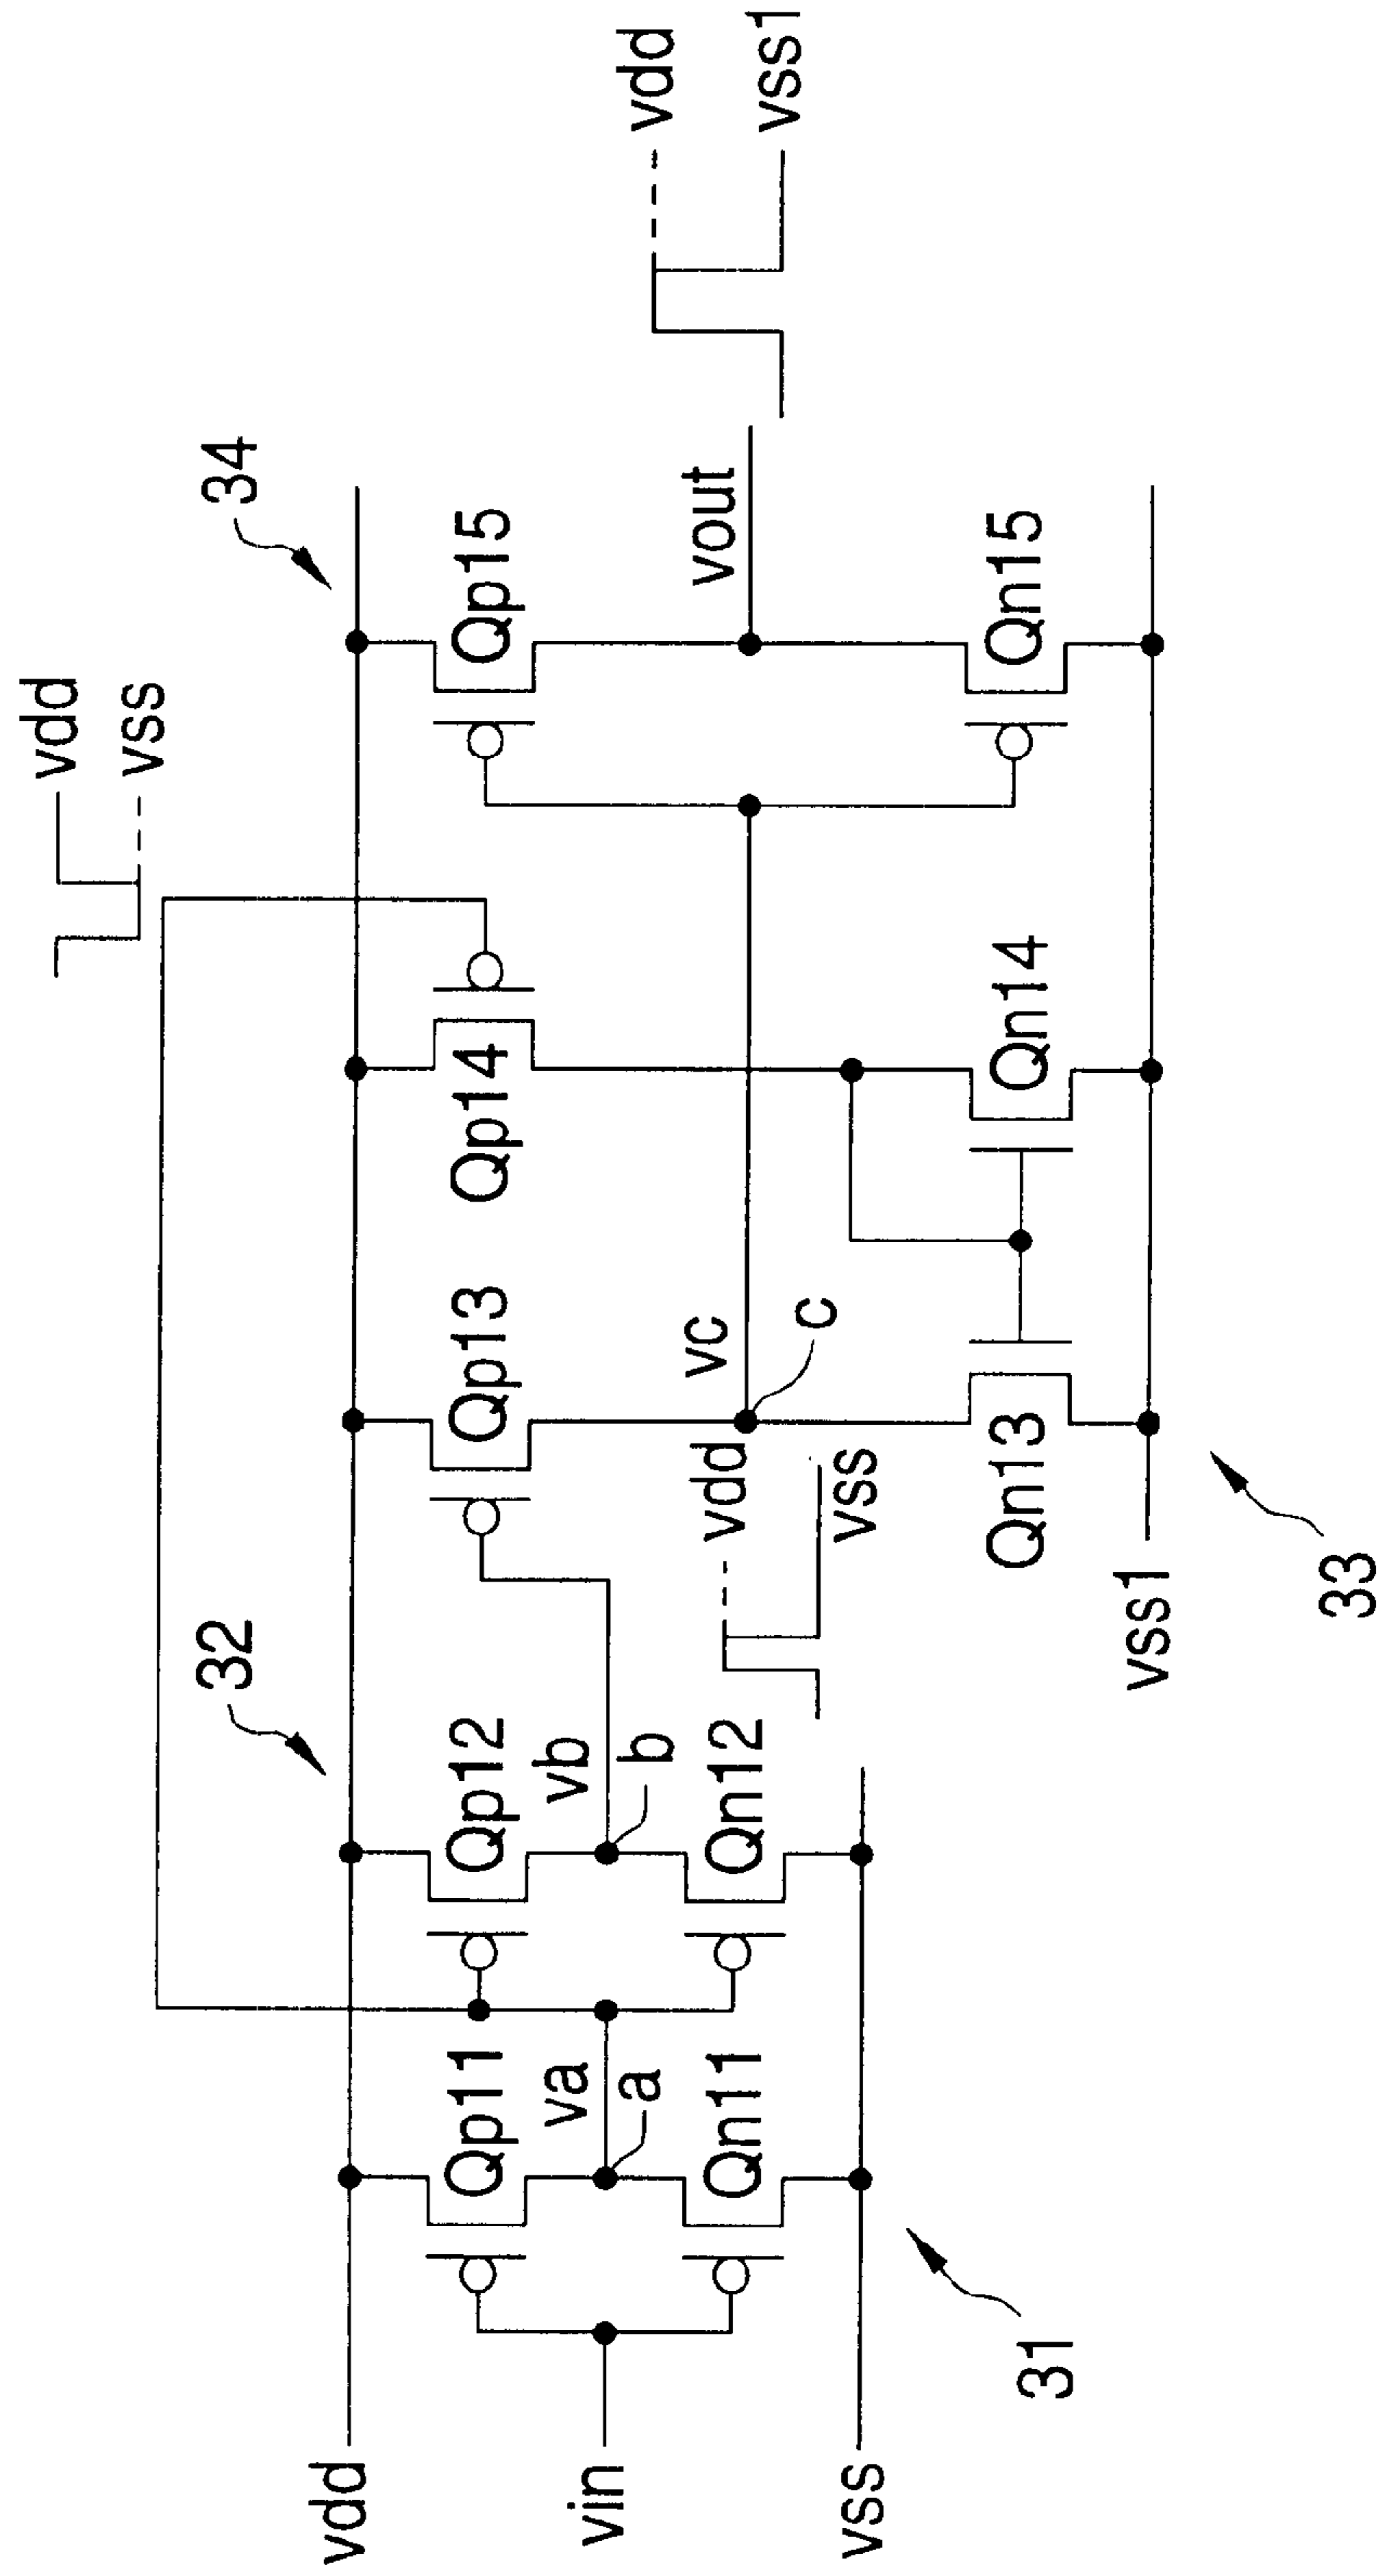 vdd
vss
34
vdd
vss1
32
Qp11
Qp12
Qp13
Qp14
Qp15
vdd
vin
vss
va
a
vb
b
vc
c
vout
vdd
vss
Qn11
Qn12
Qn13
Qn14
Qn15
vss1
31
33